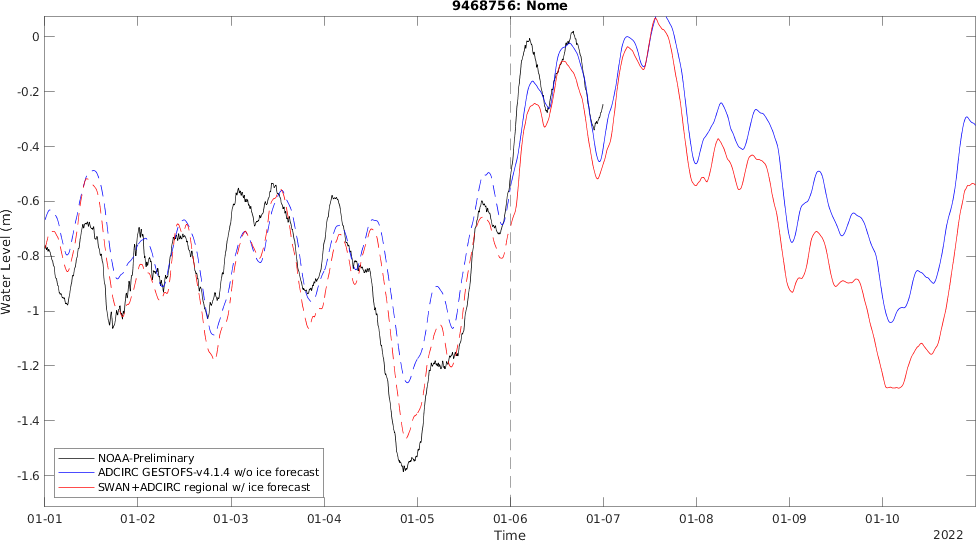 9468756: Nome
Water Level (m)
0
-0.2
-0.4
-0.6
-0.8
-1
-1.2
-1.4
-1.6
NOAA-Preliminary
ADCIRC GESTOFS-v4.1.4 w/o ice forecast
SWAN+ADCIRC regional w/ ice forecast
01-01 01-02 01-03 01-04 01-05 01-06 01-07 01-08 01-09 01-10
Time
2022